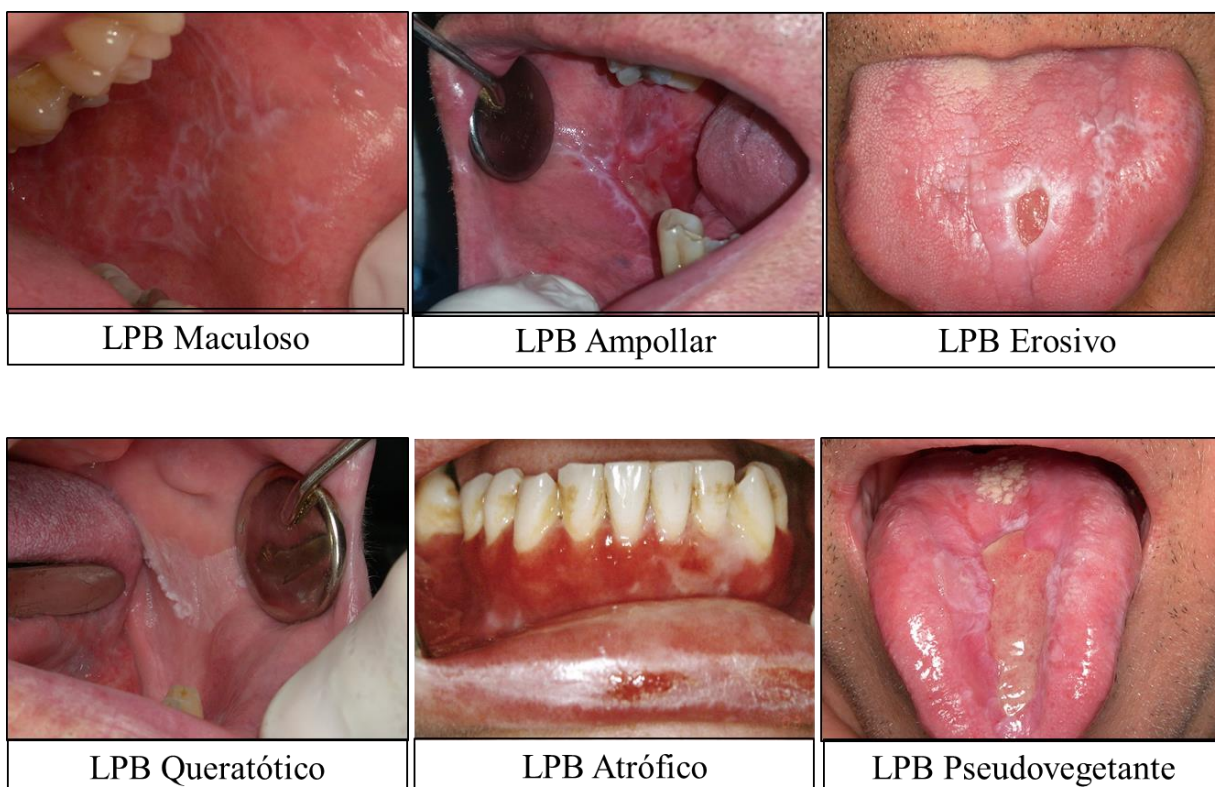 LPB Maculoso
LPB Ampollar
LPB Erosivo
LPB Queratótico
LPB Atrófico
LPB Pseudovegetante